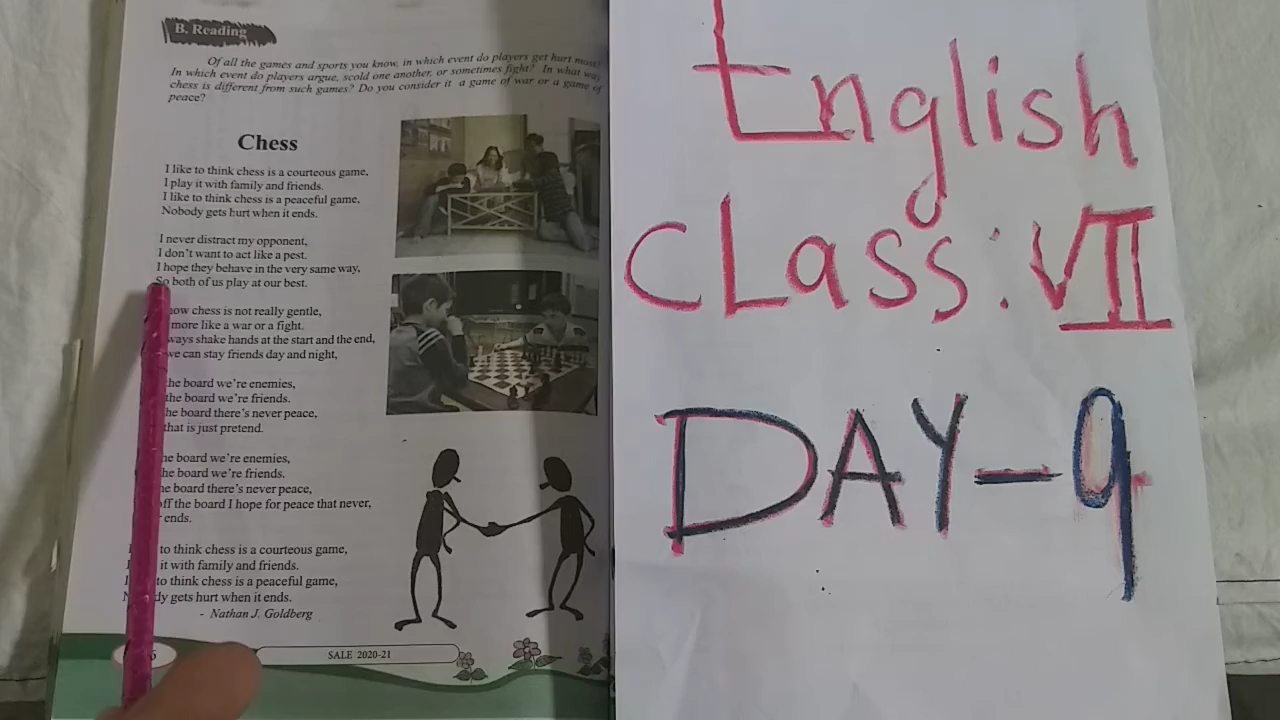 B. Reading
Of all the games and sports you know, in which event do players get hurt most?
In which event do players argue, scold one another, or sometimes fight? In what way
chess is different from such games? Do you consider it a game of war or a game of
peace?
Chess
I like to think chess is a courteous game,
I play it with family and friends.
I like to think chess is a peaceful game,
Nobody gets hurt when it ends.
I never distract my opponent,
I don't want to act like a pest.
I hope they behave in the very same way,
So both of us play at our best.
now chess is not really gentle,
more like a war or a fight.
ways shake hands at the start and the end,
we can stay friends day and night,
the board we're enemies,
the board we're friends.
he board there's never peace,
that is just pretend.
he board we're enemies,
he board we're friends.
he board there's never peace,
off the board I hope for peace that never,
ends.
to think chess is a courteous game,
it with family and friends.
to think chess is a peaceful game,
dy gets hurt when it ends.
- Nathan J. Goldberg
6
SALE 2020-21
English
CLass: VII
DAY-9